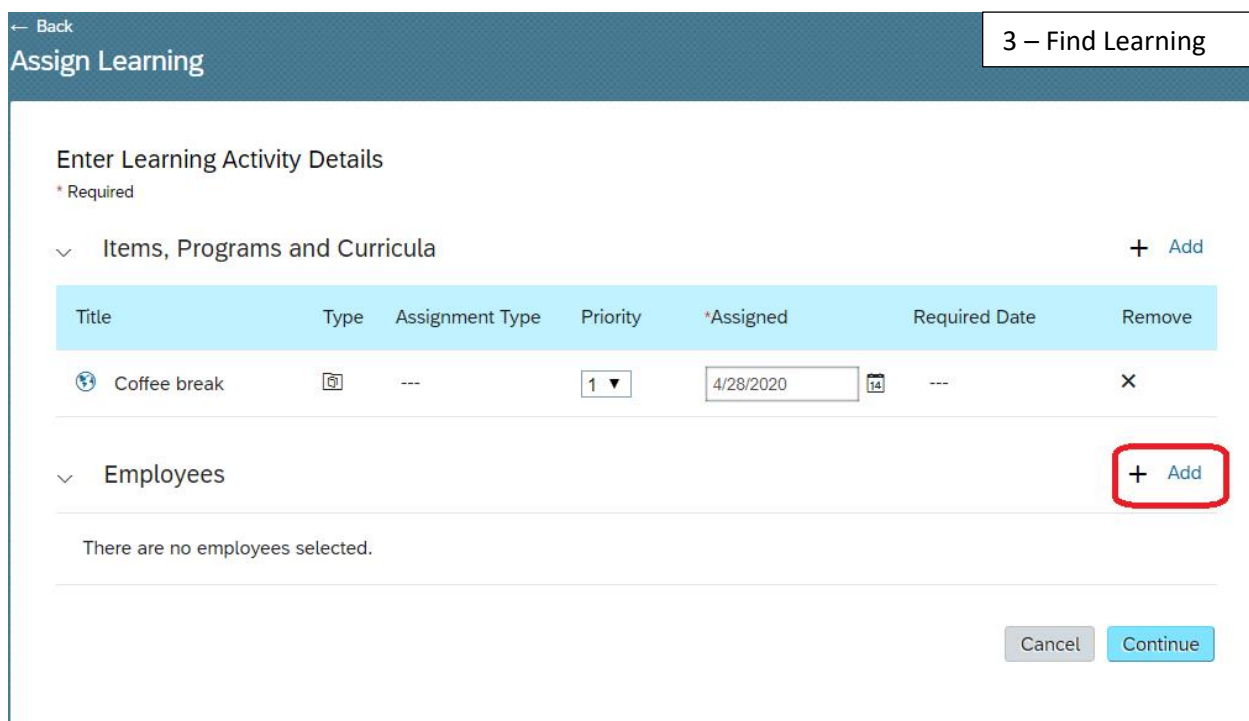 ← Back
3 – Find Learning
Assign Learning
Enter Learning Activity Details
* Required
Items, Programs and Curricula
+ Add
Title Type Assignment Type Priority *Assigned Required Date Remove
Coffee break --- 1 ▼ 4/28/2020 14 --- ×
Employees
+ Add
There are no employees selected.
Cancel Continue